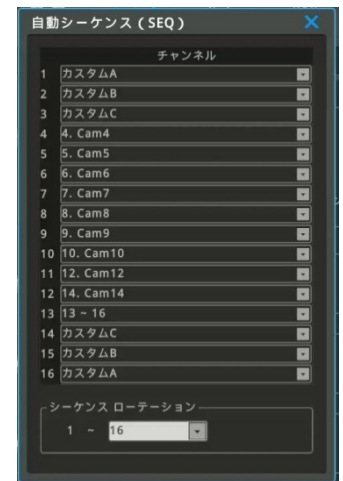 自動シーケンス ( SEQ )
チャンネル
1 カスタムA
2 カスタムB
3 カスタムC
4 4. Cam4
5 5. Cam5
6 6. Cam6
7 7. Cam7
8 8. Cam8
9 9. Cam9
10 10. Cam10
11 12. Cam12
12 14. Cam14
13 13 ~ 16
14 カスタムC
15 カスタムB
16 カスタムA
シーケンス ローテーション
1 ~ 16